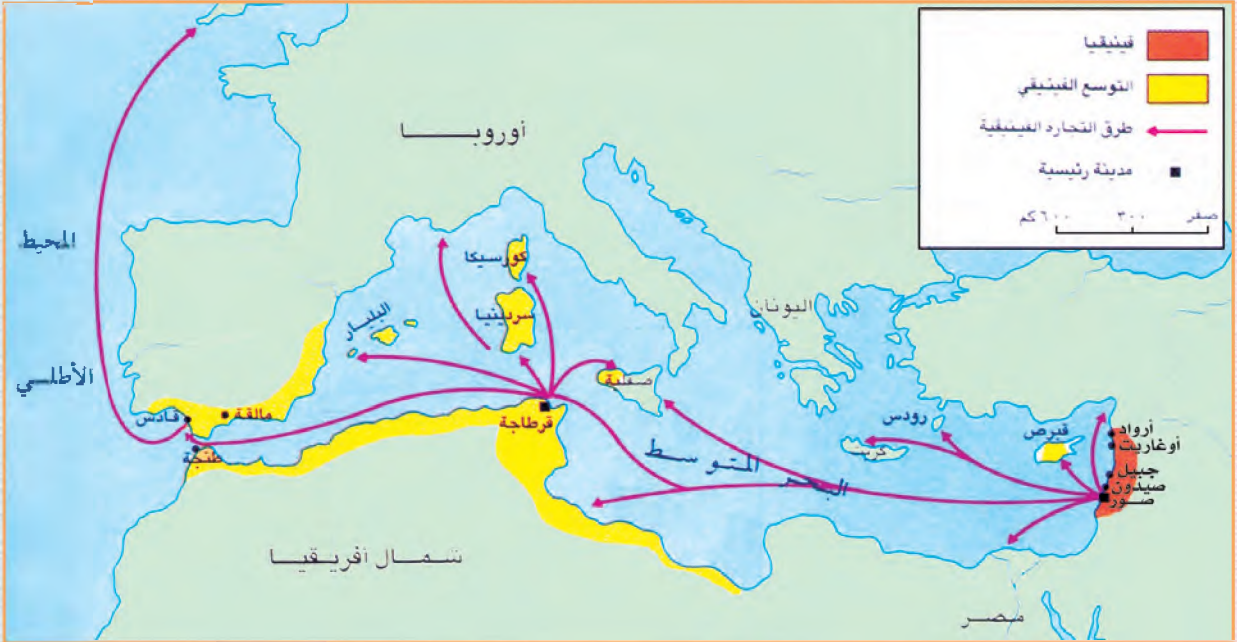 فينيقيا
التوسع الفينيقي
طرق التجارة الفينيقية
مدينة رئيسية
صفر ٣٠٠ ٦٠٠ كم
أوروبـــا
المحيط
الأطلسي
كورسيكا
سردينيا
البليار
صقلية
اليونان
مالقة
قادس
طنجة
قرطاجة
رودس
كريت
قبرص
أرواد
أوغاريت
جبيل
صيدون
صور
البحر المتوسط
شمال أفريقيا
مصر